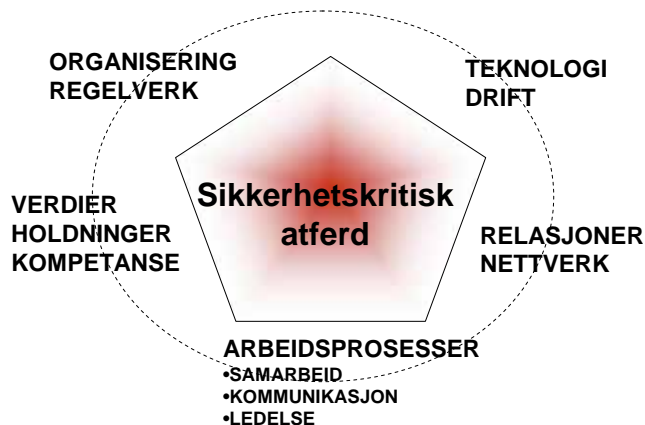 ORGANISERING
REGELVERK
TEKNOLOGI
DRIFT
Sikkerhetskritisk
atferd
VERDIER
HOLDNINGER
KOMPETANSE
RELASJONER
NETTVERK
ARBEIDSPROSESSER
•SAMARBEID
•KOMMUNIKASJON
•LEDELSE